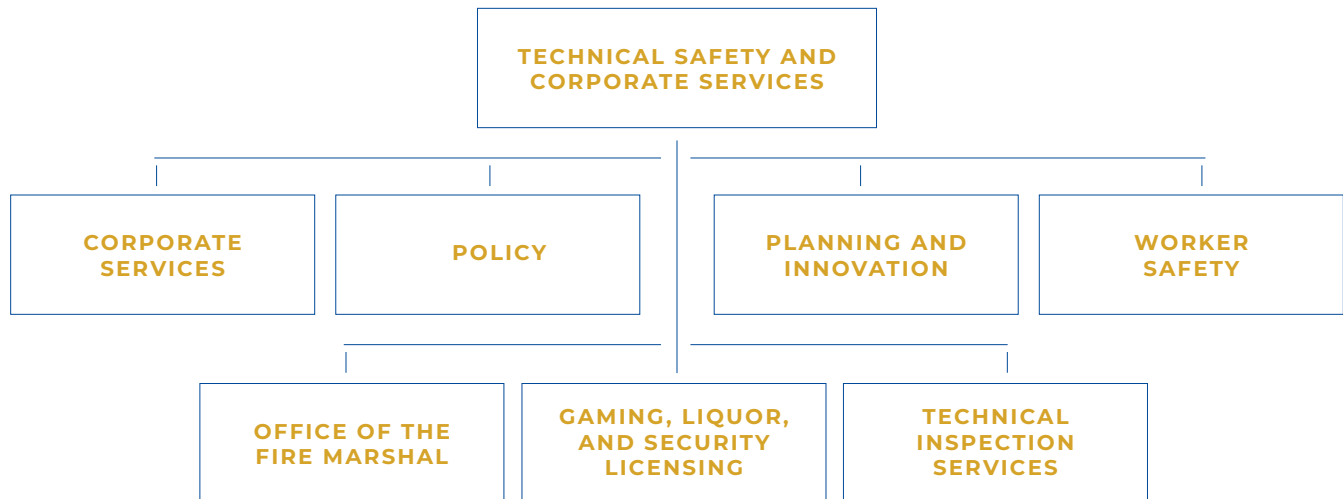 TECHNICAL SAFETY AND
CORPORATE SERVICES
CORPORATE
SERVICES
POLICY
PLANNING AND
INNOVATION
WORKER
SAFETY
OFFICE OF THE
FIRE MARSHAL
GAMING, LIQUOR,
AND SECURITY
LICENSING
TECHNICAL
INSPECTION
SERVICES